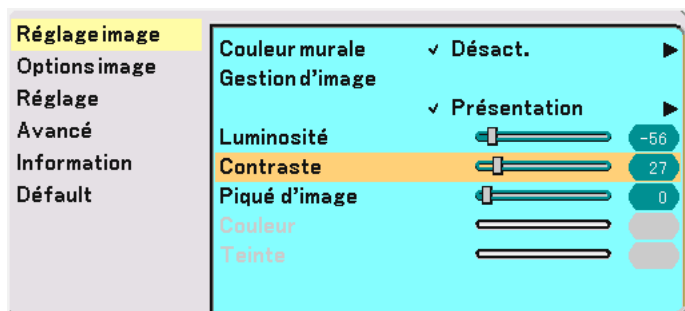 Réglage image
Options image
Réglage
Avancé
Information
Défault
Couleur murale ✓ Désact.
Gestion d'image
✓ Présentation
Luminosité -56
Contraste 27
Piqué d'image 0
Couleur
Teinte